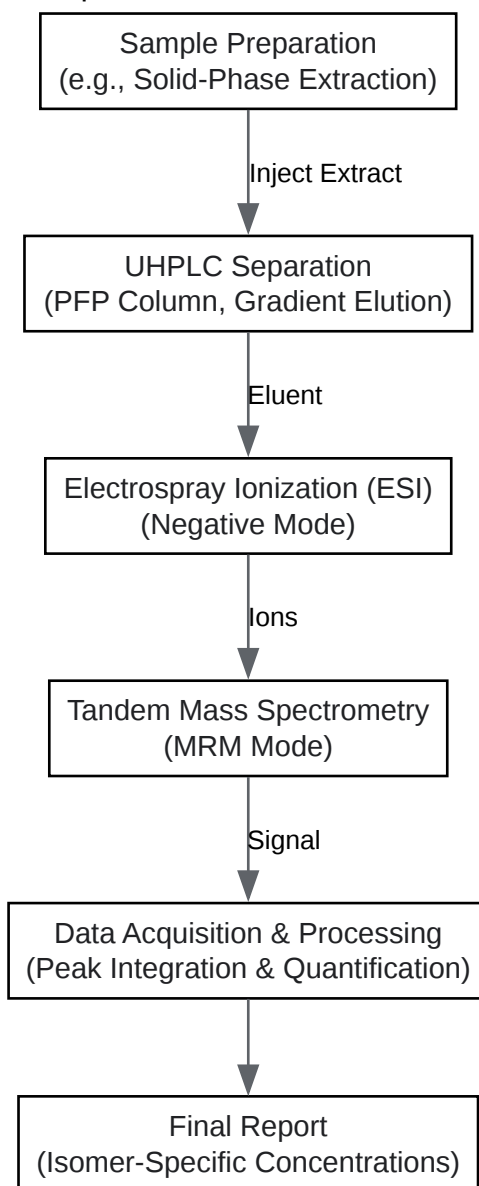 Sample Preparation
(e.g., Solid-Phase Extraction)
Inject Extract
UHPLC Separation
(PFP Column, Gradient Elution)
Eluent
Electrospray Ionization (ESI)
(Negative Mode)
Ions
Tandem Mass Spectrometry
(MRM Mode)
Signal
Data Acquisition & Processing
(Peak Integration & Quantification)
Final Report
(Isomer-Specific Concentrations)